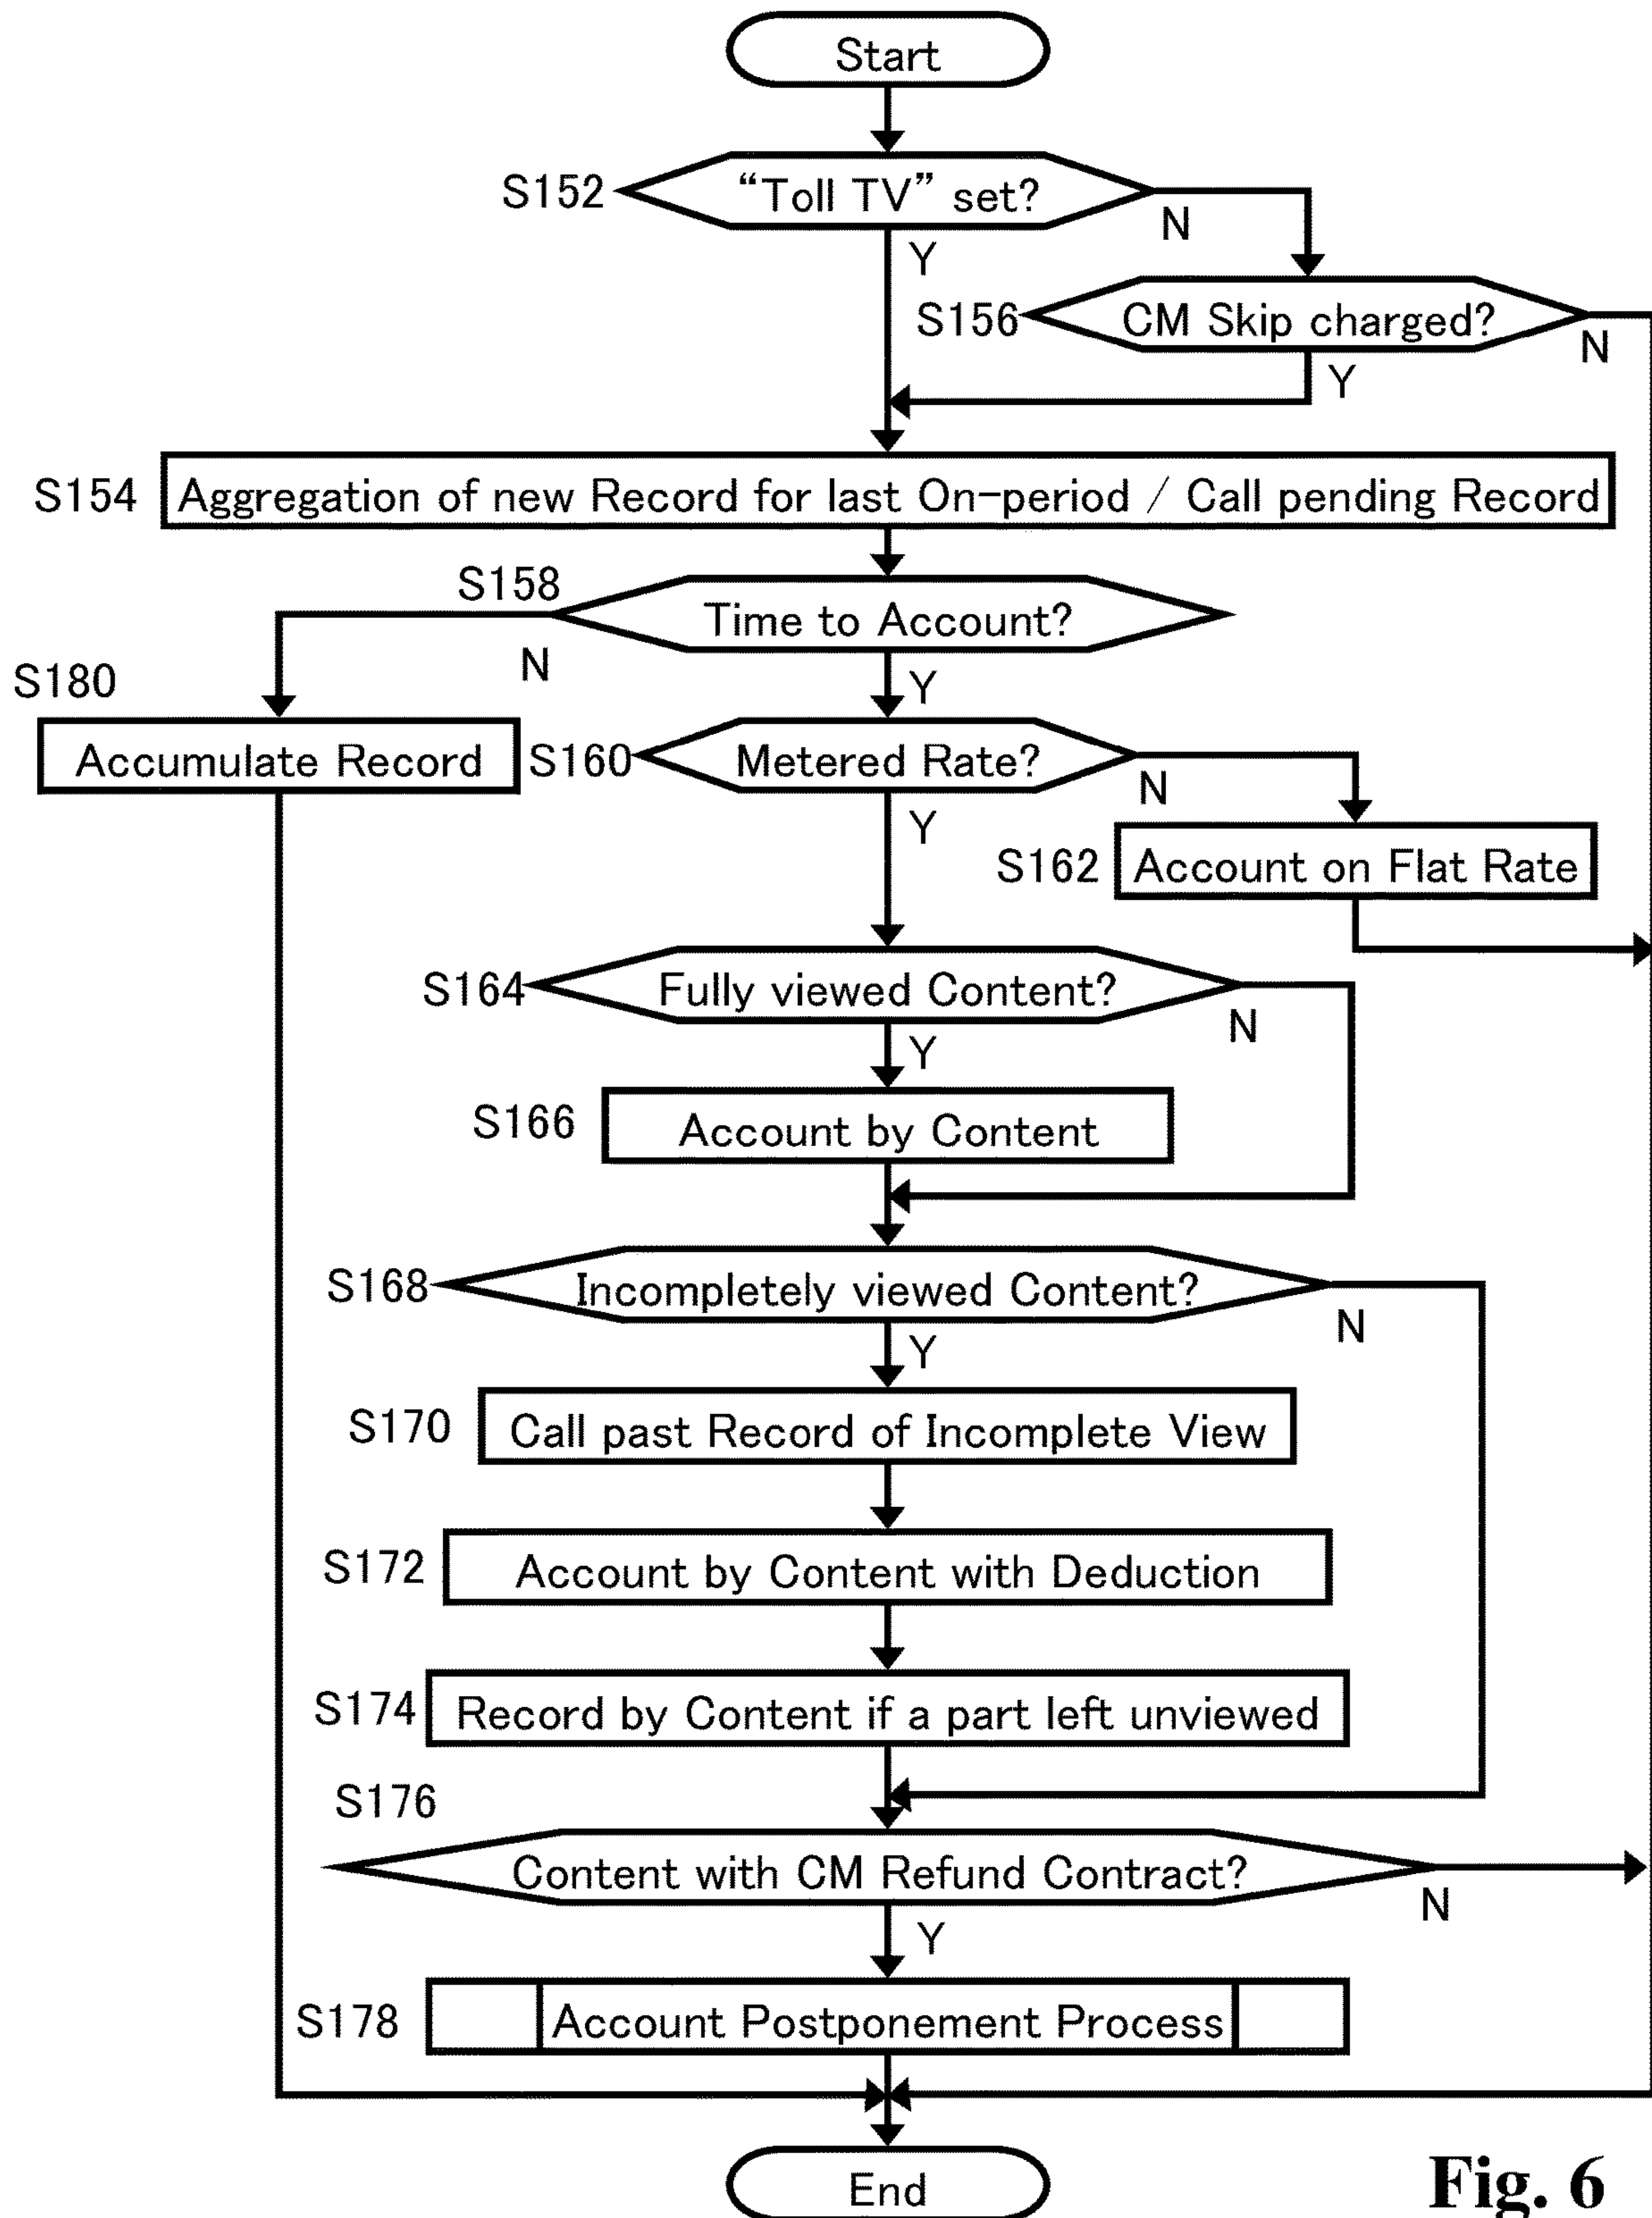 Start
S152
“Toll TV” set?
N
Y
S156
CM Skip charged?
N
Y
S154
Aggregation of new Record for last On-period / Call pending Record
S158
Time to Account?
N
Y
S180
Accumulate Record
S160
Metered Rate?
N
Y
S162
Account on Flat Rate
S164
Fully viewed Content?
N
Y
S166
Account by Content
S168
Incompletely viewed Content?
N
Y
S170
Call past Record of Incomplete View
S172
Account by Content with Deduction
S174
Record by Content if a part left unviewed
S176
Content with CM Refund Contract?
N
Y
S178
Account Postponement Process
End
Fig. 6